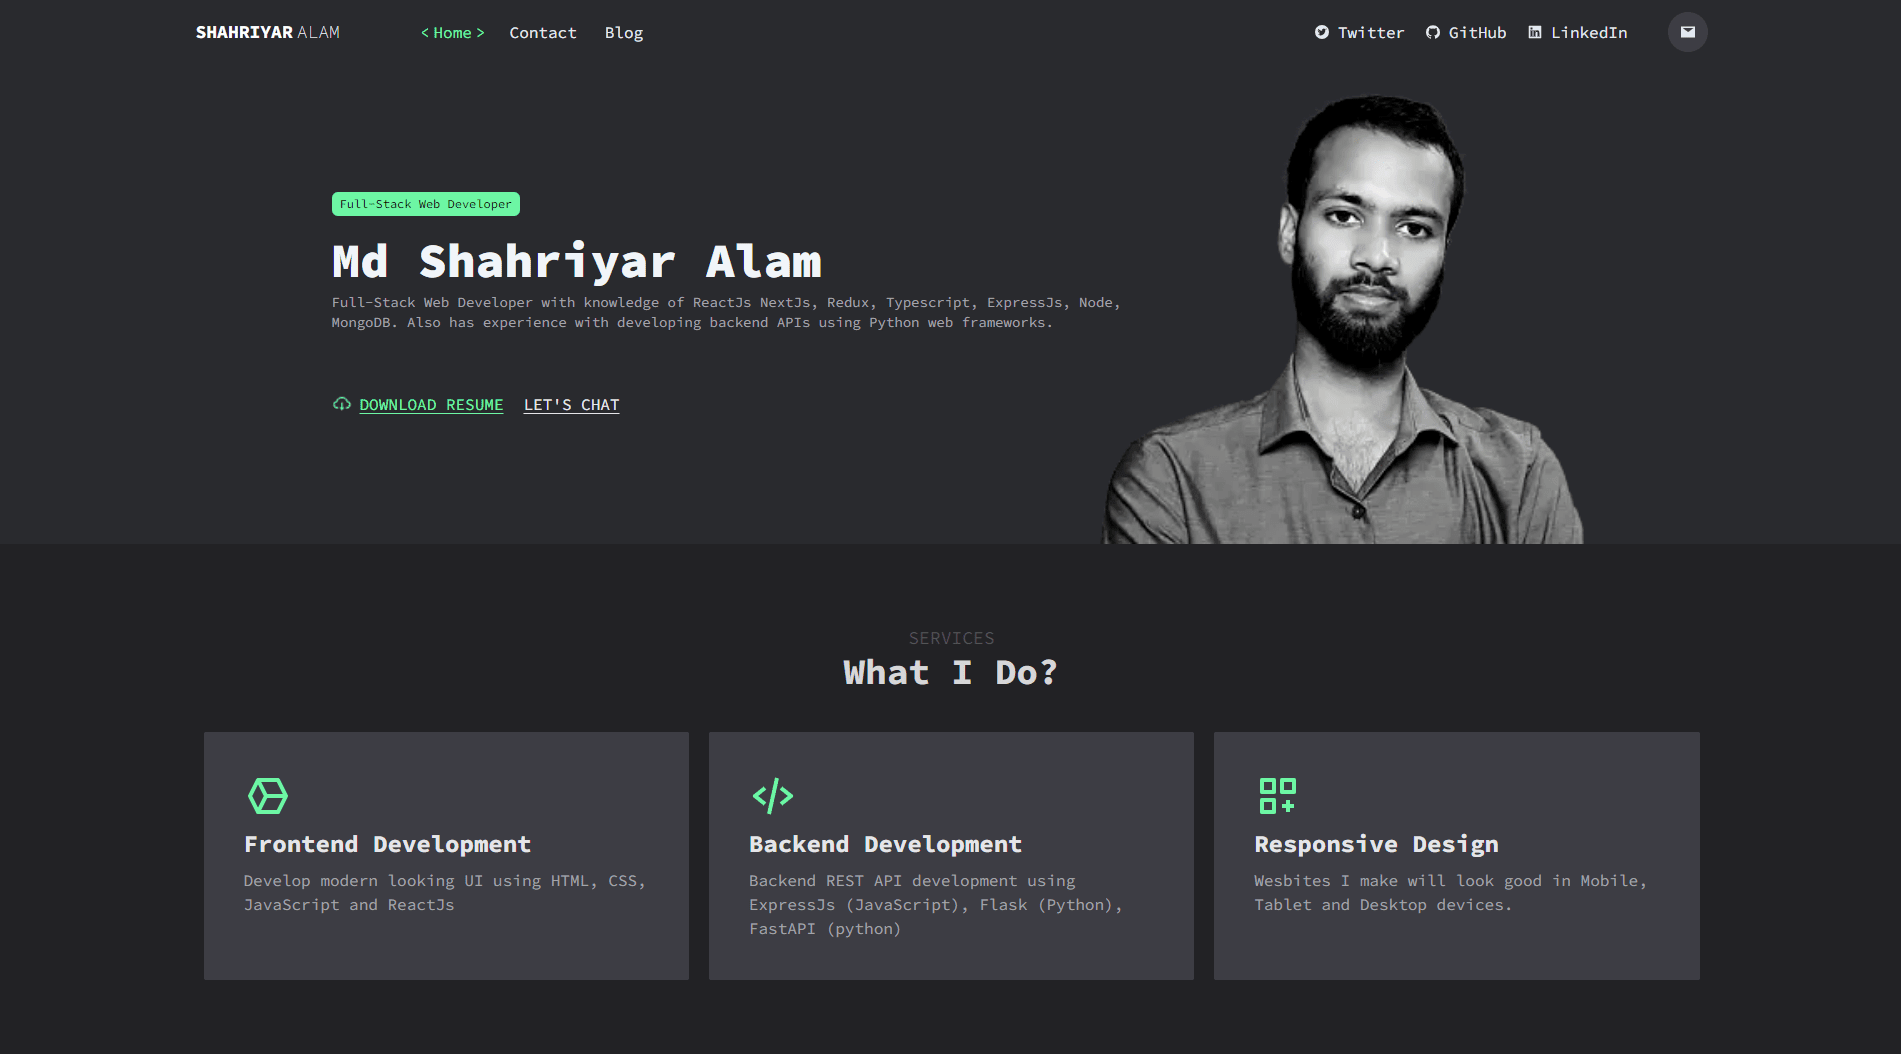 SHAHRIYAR ALAM
< Home > Contact Blog
Twitter GitHub LinkedIn
Full-Stack Web Developer
Md Shahriyar Alam
Full-Stack Web Developer with knowledge of ReactJs NextJs, Redux, Typescript, ExpressJs, Node,
MongoDB. Also has experience with developing backend APIs using Python web frameworks.
DOWNLOAD RESUME LET'S CHAT
SERVICES
What I Do?
Frontend Development
Develop modern looking UI using HTML, CSS,
JavaScript and ReactJs
Backend Development
Backend REST API development using
ExpressJs (JavaScript), Flask (Python),
FastAPI (python)
Responsive Design
Wesbites I make will look good in Mobile,
Tablet and Desktop devices.